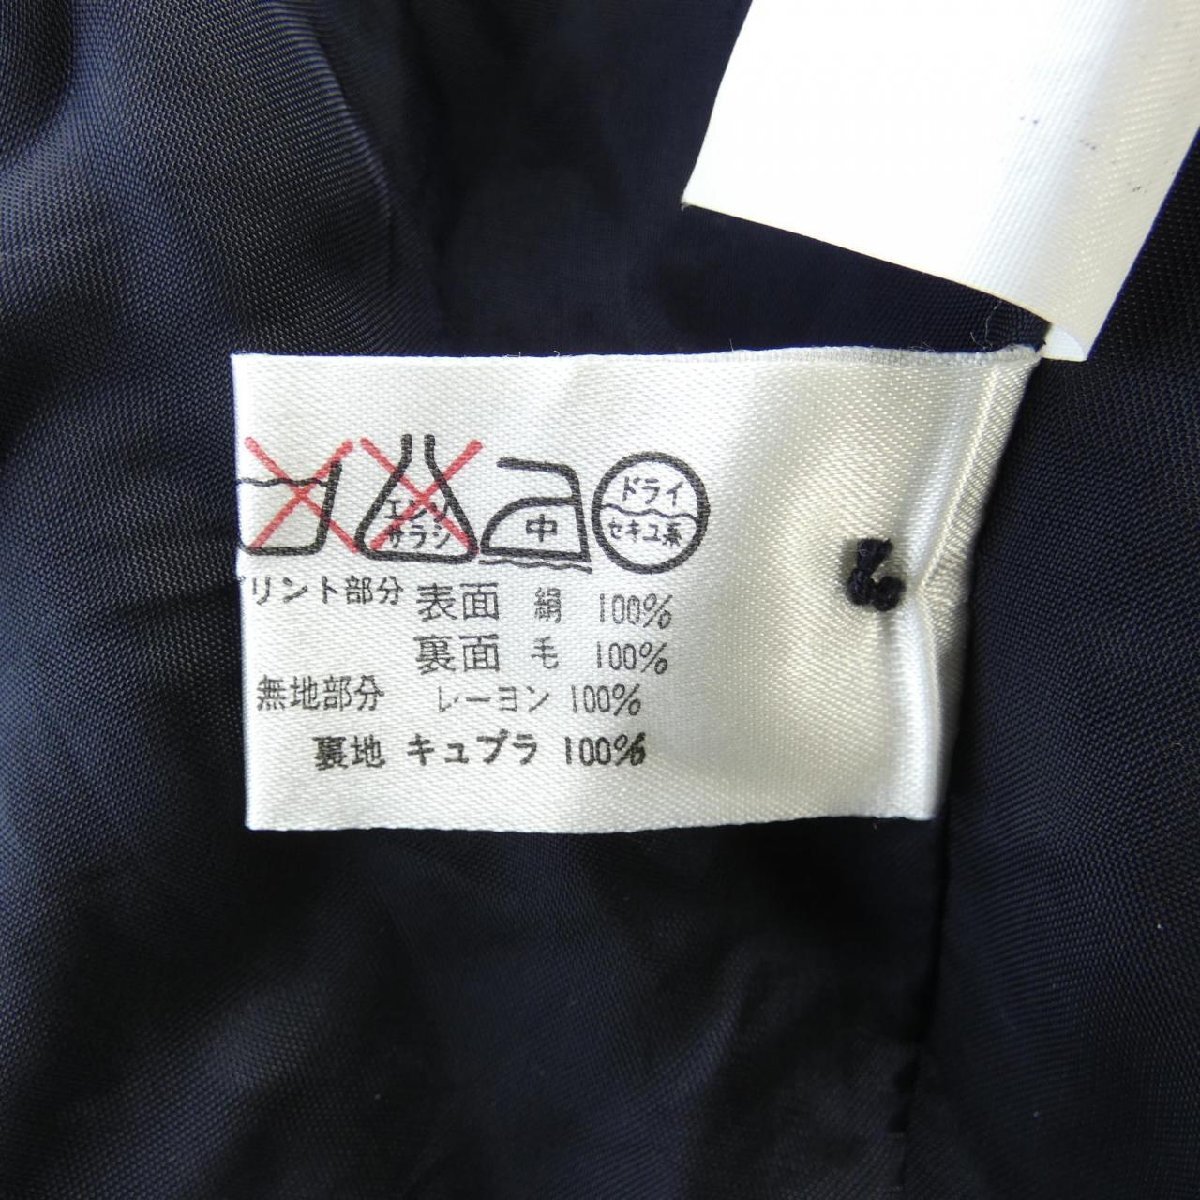 エンソ
サラシ
中
ドライ
セキユ系
プリント部分 表面 絹 100%
裏面 毛 100%
無地部分 レーヨン 100%
裏地 キュプラ 100%